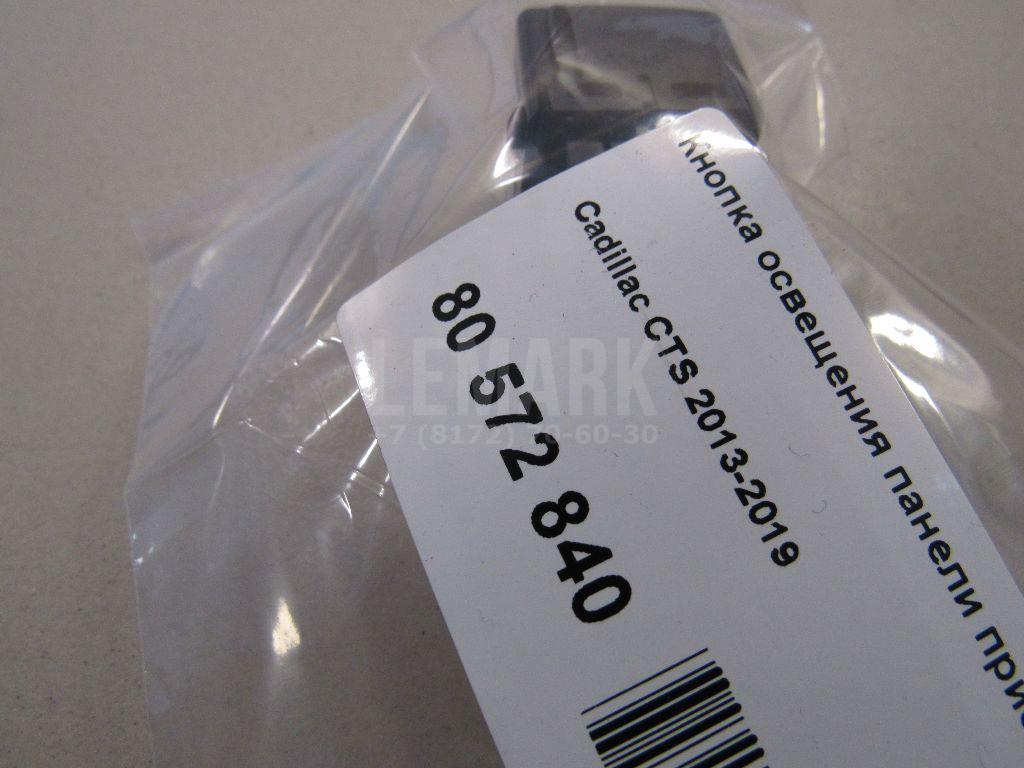 Кнопка освещения панели
Cadillac CTS 2013-2019
80 572 840
LEMARK